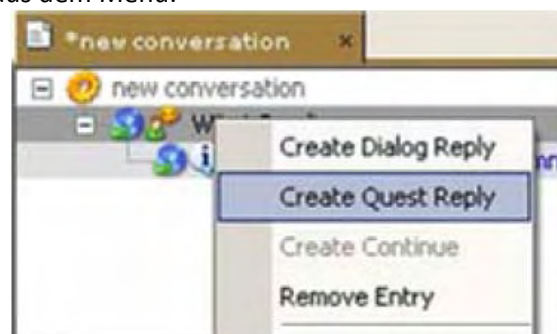 aus dem Menü.
*new conversation
new conversation
Create Dialog Reply
Create Quest Reply
Create Continue
Remove Entry